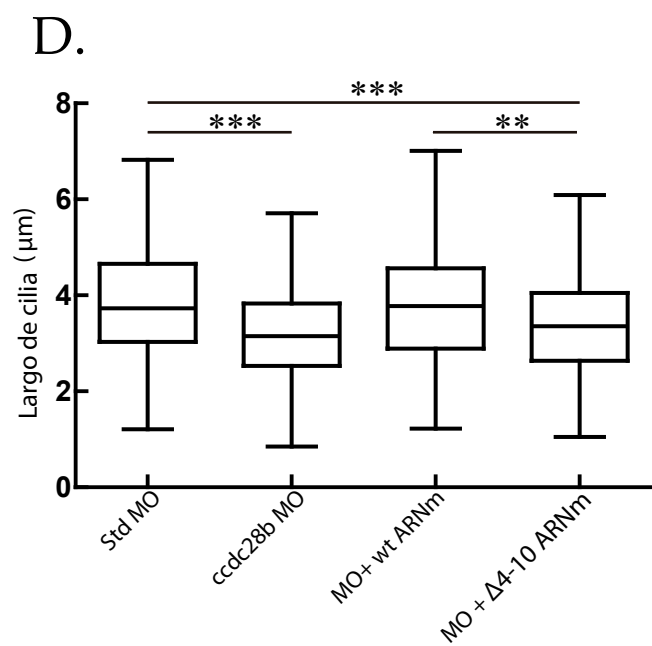 D.
***
*** **
8
6
4
2
0
Largo de cilia (μm)
Std MO
ccdc28b MO
MO+ wt ARNm
MO + Δ4-10 ARNm